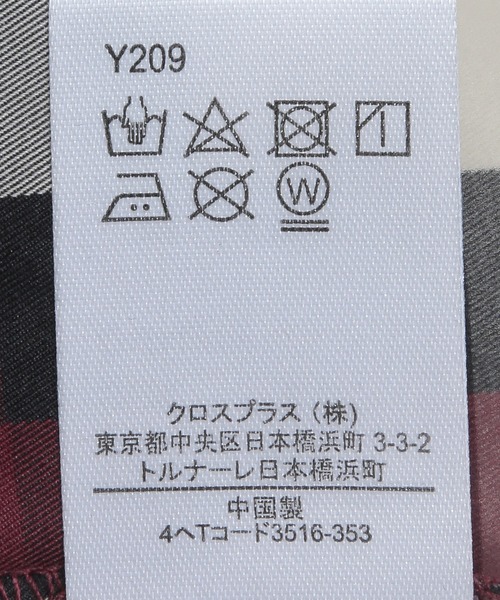 Y209
W
クロスプラス（株)
東京都中央区日本橋浜町 3-3-2
トルナーレ日本橋浜町
中国製
4ヘTコード3516-353